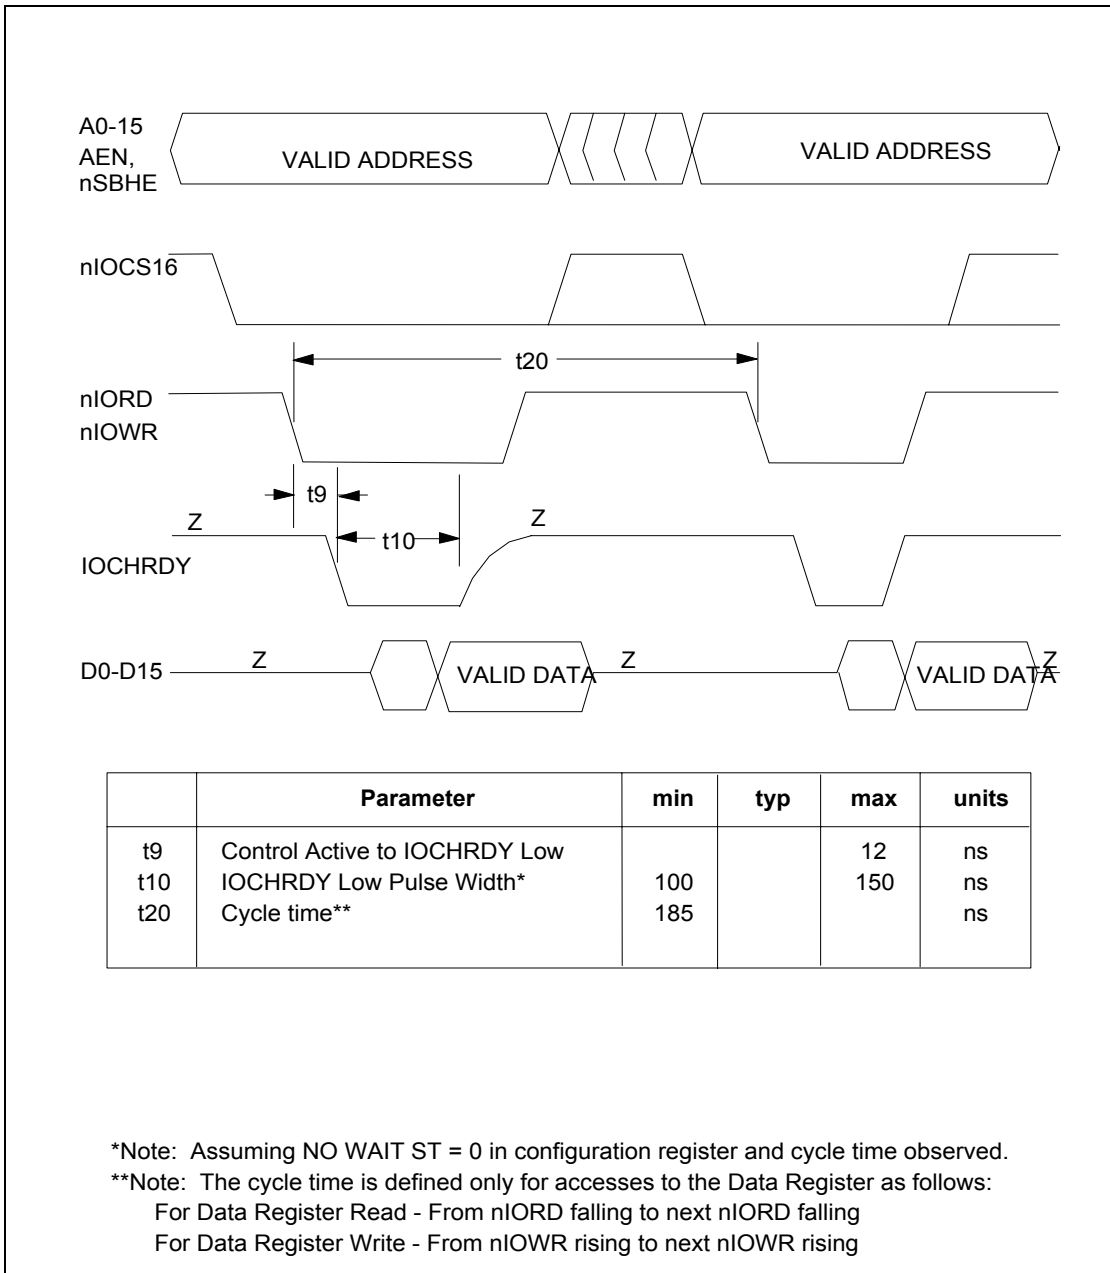 A0-15
AEN,
nSBHE
VALID ADDRESS
VALID ADDRESS
nIOCS16
t20
nIORD
nIOWR
t9
Z
t10
Z
IOCHRDY
D0-D15
Z
VALID DATA
Z
VALID DATA
Z
Parameter min typ max units
t9 Control Active to IOCHRDY Low 12 ns
t10 IOCHRDY Low Pulse Width* 100 150 ns
t20 Cycle time** 185 ns
*Note: Assuming NO WAIT ST = 0 in configuration register and cycle time observed.
**Note: The cycle time is defined only for accesses to the Data Register as follows:
For Data Register Read - From nIORD falling to next nIORD falling
For Data Register Write - From nIOWR rising to next nIOWR rising